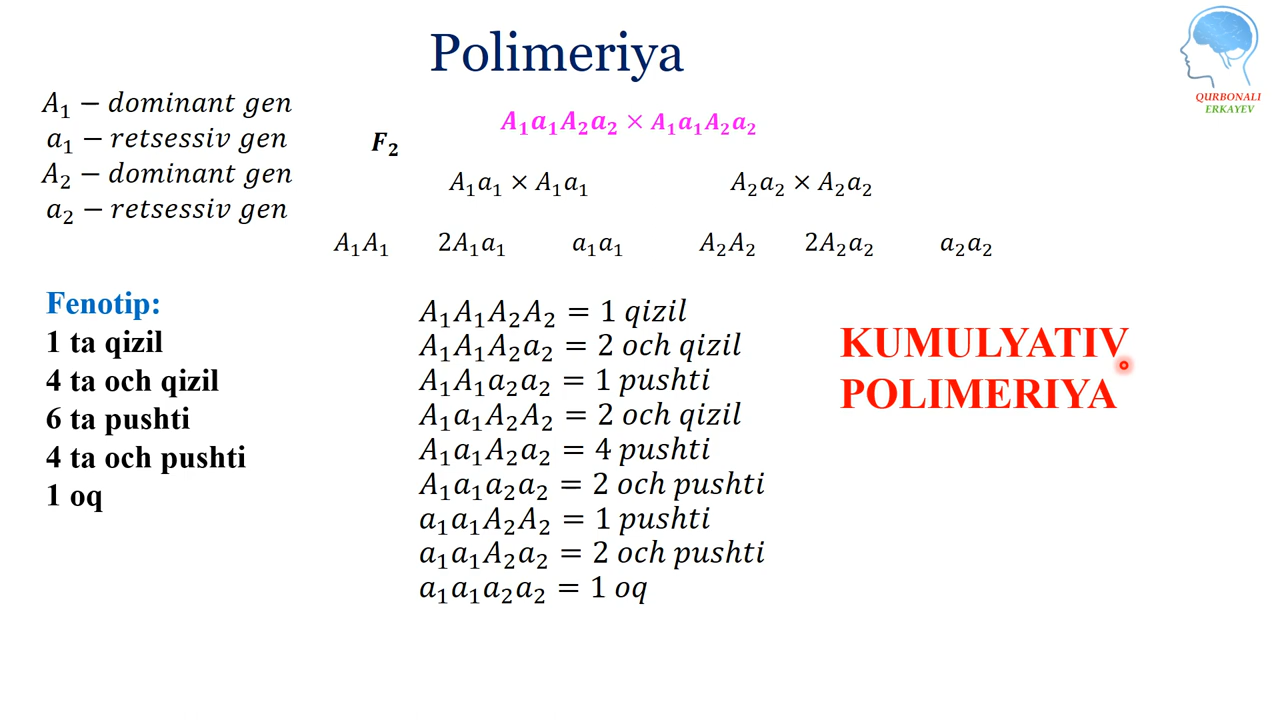 Polimeriya
QURBONALI
ERKAYEV
A₁ − dominant gen
a₁ − retsessiv gen
A₂ − dominant gen
a₂ − retsessiv gen
F₂
A₁a₁A₂a₂ × A₁a₁A₂a₂
A₁a₁ × A₁a₁ A₂a₂ × A₂a₂
A₁A₁ 2A₁a₁ a₁a₁ A₂A₂ 2A₂a₂ a₂a₂
Fenotip:
1 ta qizil
4 ta och qizil
6 ta pushti
4 ta och pushti
1 oq
A₁A₁A₂A₂ = 1 qizil
A₁A₁A₂a₂ = 2 och qizil
A₁A₁a₂a₂ = 1 pushti
A₁a₁A₂A₂ = 2 och qizil
A₁a₁A₂a₂ = 4 pushti
A₁a₁a₂a₂ = 2 och pushti
a₁a₁A₂A₂ = 1 pushti
a₁a₁A₂a₂ = 2 och pushti
a₁a₁a₂a₂ = 1 oq
KUMULYATIV
POLIMERIYA